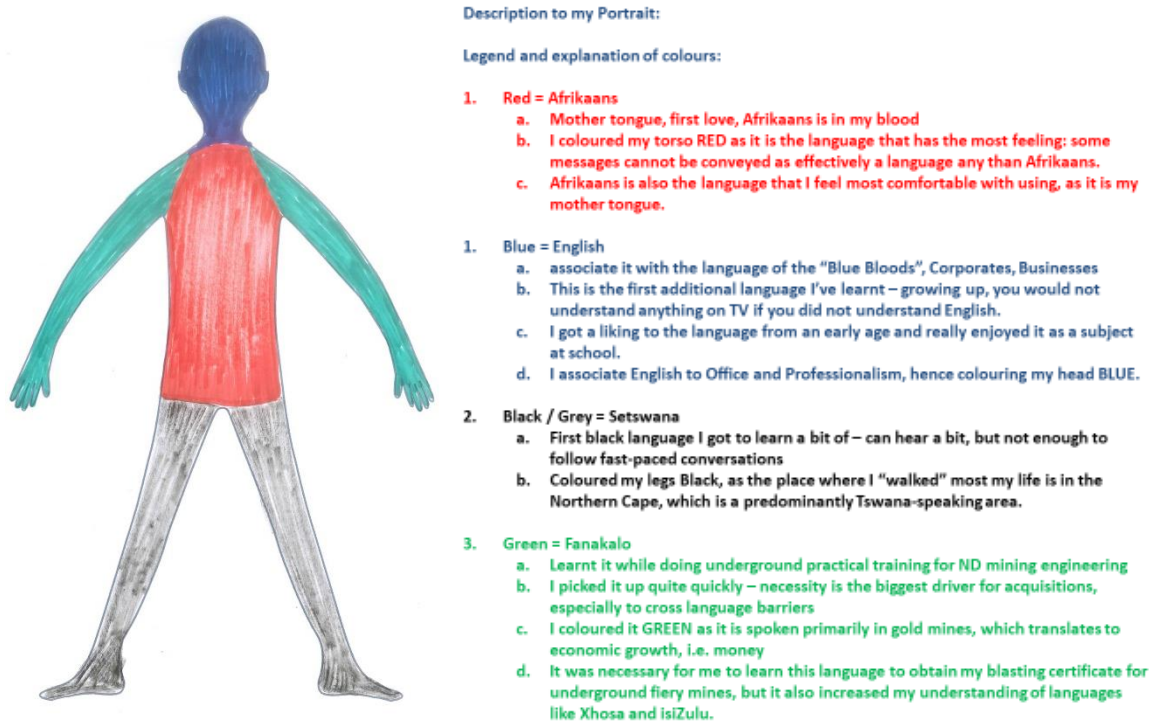 Description to my Portrait:
Legend and explanation of colours:
1. Red = Afrikaans
a. Mother tongue, first love, Afrikaans is in my blood
b. I coloured my torso RED as it is the language that has the most feeling: some
messages cannot be conveyed as effectively a language any than Afrikaans.
c. Afrikaans is also the language that I feel most comfortable with using, as it is my
mother tongue.
1. Blue = English
a. associate it with the language of the “Blue Bloods”, Corporates, Businesses
b. This is the first additional language I’ve learnt – growing up, you would not
understand anything on TV if you did not understand English.
c. I got a liking to the language from an early age and really enjoyed it as a subject
at school.
d. I associate English to Office and Professionalism, hence colouring my head BLUE.
2. Black / Grey = Setswana
a. First black language I got to learn a bit of – can hear a bit, but not enough to
follow fast-paced conversations
b. Coloured my legs Black, as the place where I “walked” most my life is in the
Northern Cape, which is a predominantly Tswana-speaking area.
3. Green = Fanakalo
a. Learnt it while doing underground practical training for ND mining engineering
b. I picked it up quite quickly – necessity is the biggest driver for acquisitions,
especially to cross language barriers
c. I coloured it GREEN as it is spoken primarily in gold mines, which translates to
economic growth, i.e. money
d. It was necessary for me to learn this language to obtain my blasting certificate for
underground fiery mines, but it also increased my understanding of languages
like Xhosa and isiZulu.